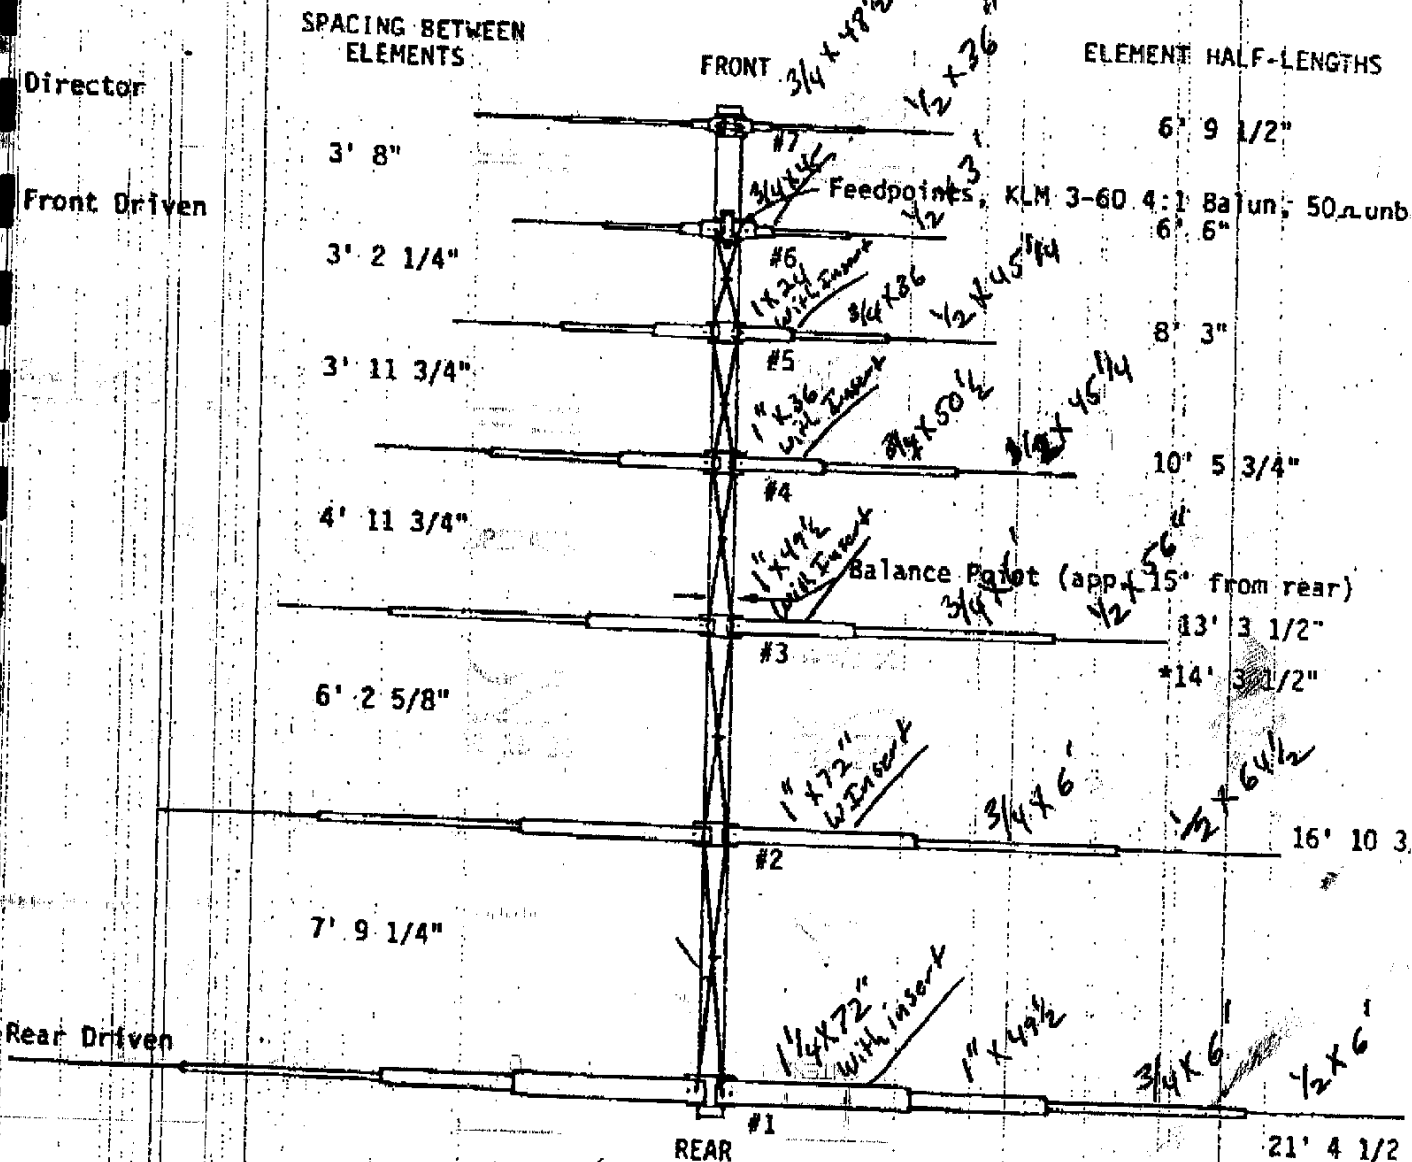 SPACING BETWEEN
ELEMENTS
FRONT
ELEMENT HALF-LENGTHS
Director
3/4 X 48 1/2
1/2 X 36"
#7
6' 9 1/2"
3' 8"
3/4 X 45
1/2 X 3'
Front Driven
Feedpoints, KLM 3-60 4:1 Balun, 50Ω unb
6' 6"
#6
3' 2 1/4"
1 X 24
With Insert
3/4 X 36
1/2 X 45 1/4
8' 3"
#5
3' 11 3/4"
1" X 36
With Insert
3/4 X 50 1/2
1/2 X 45 1/4
10' 5 3/4"
#4
4' 11 3/4"
1" X 49 1/2
With Insert
Balance Point (app. 15' from rear)
3/4 X 6'
1/2 X 56"
13' 3 1/2"
#3
*14' 3 1/2"
6' 2 5/8"
1" X 72"
W Insert
3/4 X 6'
1/2 X 64 1/2
16' 10 3/
#2
7' 9 1/4"
Rear Driven
1 1/4 X 72"
With insert
1" X 49 1/2
3/4 X 6'
1/2 X 6'
#1
REAR
21' 4 1/2